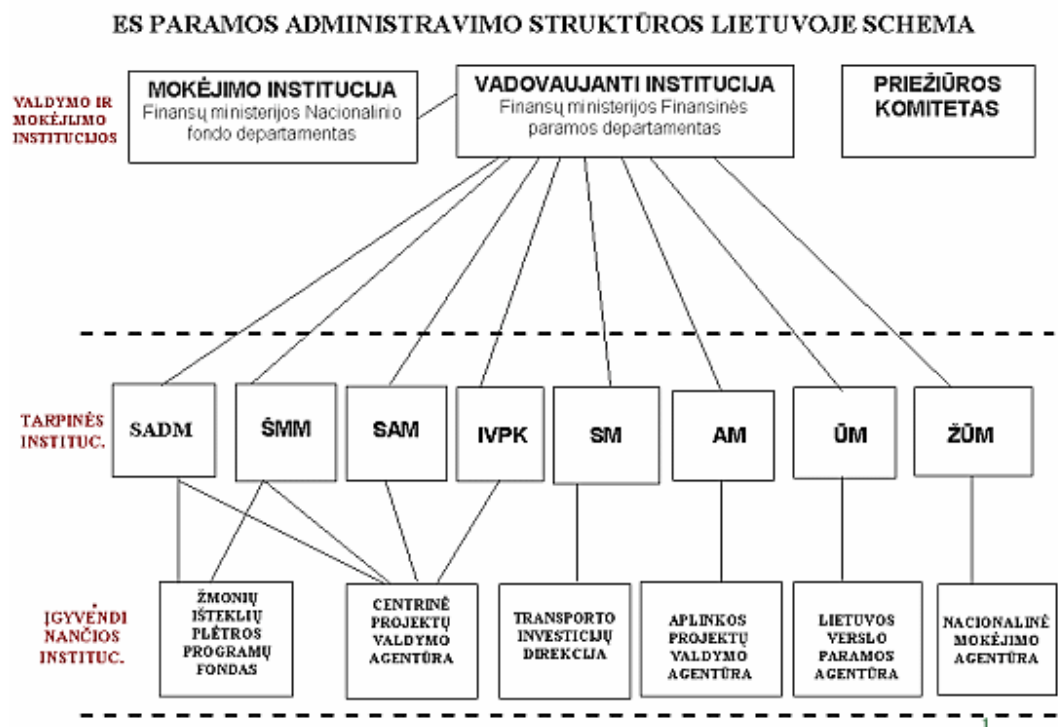 ES PARAMOS ADMINISTRAVIMO STRUKTŪROS LIETUVOJE SCHEMA
VALDYMO IR
MOKĖJLIMO
INSTITUCIJOS
MOKĖJIMO INSTITUCIJA
Finansų ministerijos Nacionalinio
fondo departamentas
VADOVAUJANTI INSTITUCIJA
Finansų ministerijos Finansinės
paramos departamentas
PRIEŽIŪROS
KOMITETAS
TARPINĖS
INSTITUC.
SADM
ŠMM
SAM
IVPK
SM
AM
ŪM
ŽŪM
ĮGYVĖNDI
NANČIOS
INSTITUC.
ŽMONIŲ
IŠTEKLIŲ
PLĖTROS
PROGRAMŲ
FONDAS
CENTRINĖ
PROJEKTŲ
VALDYMO
AGENTŪRA
TRANSPORTO
INVESTICIJŲ
DIREKCIJA
APLINKOS
PROJEKTŲ
VALDYMO
AGENTŪRA
LIETUVOS
VERSLO
PARAMOS
AGENTŪRA
NACIONALINĖ
MOKĖJIMO
AGENTŪRA
1